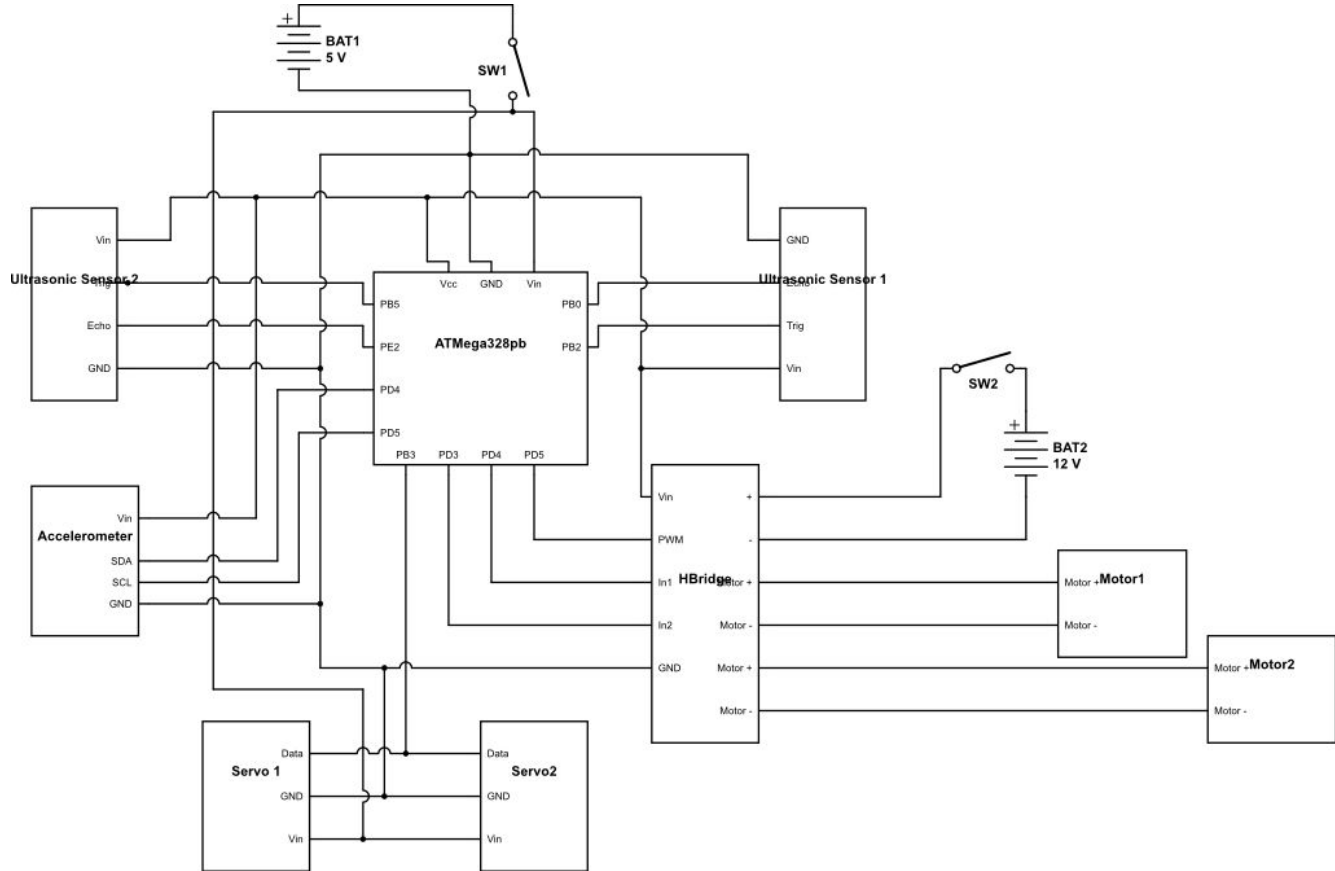 +
BAT1
5 V
SW1
Vin
Ultrasonic Sensor 2
Trig
Echo
GND
Vcc
GND
Vin
PB5
PE2
PD4
PD5
ATMega328pb
PB0
PB2
PB3
PD3
PD4
PD5
GND
Ultrasonic Sensor 1
Echo
Trig
Vin
SW2
+
BAT2
12 V
Accelerometer
Vin
SDA
SCL
GND
Vin
PWM
In1
In2
GND
HBridge
+
-
Motor +
Motor -
Motor +
Motor -
Motor +
Motor1
Motor -
Motor +
Motor2
Motor -
Servo 1
Data
GND
Vin
Data
Servo2
GND
Vin